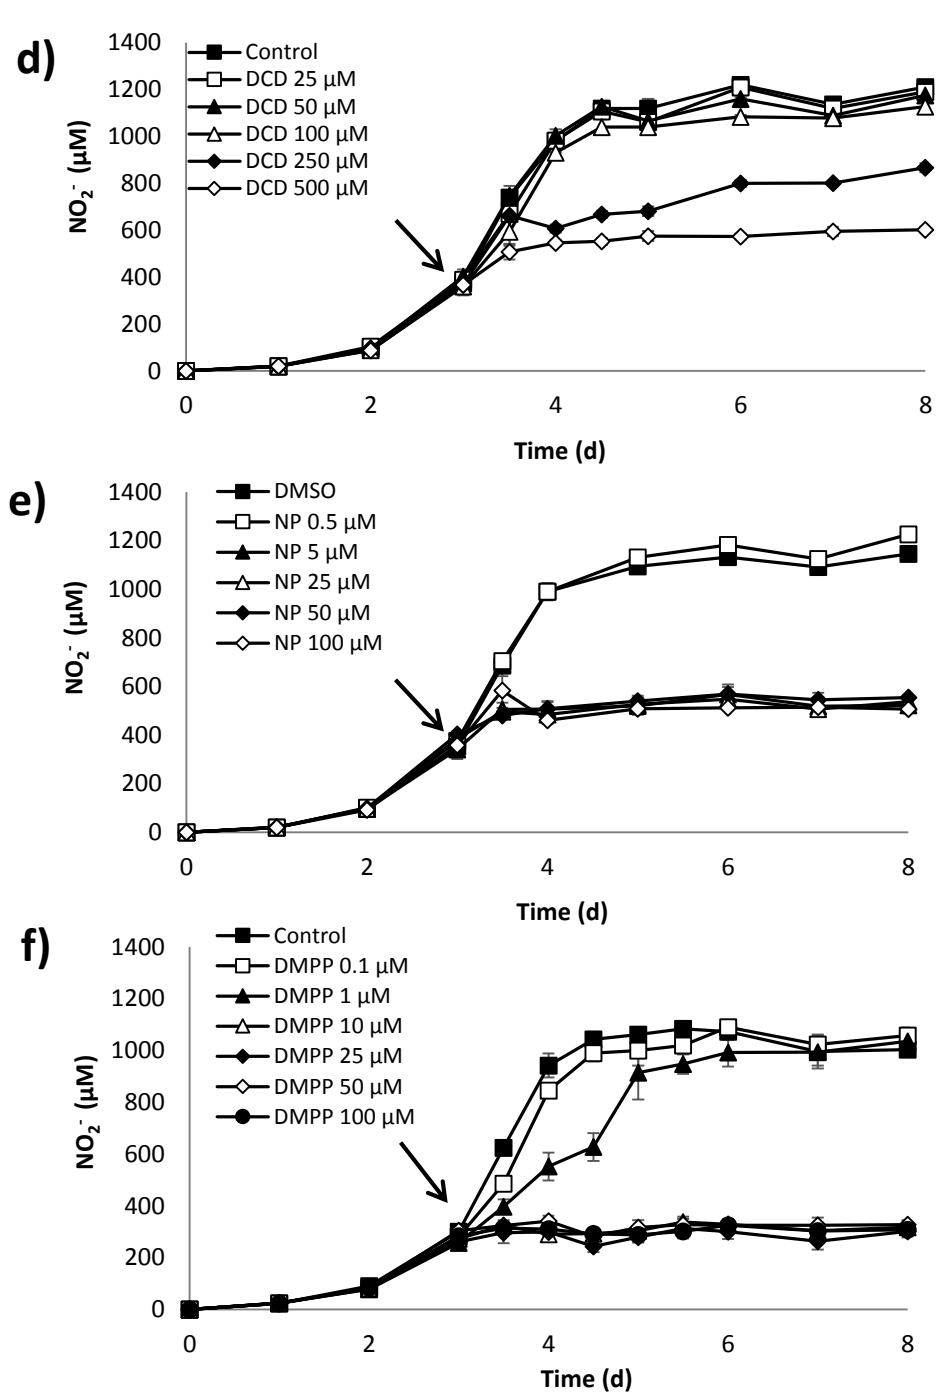 d)
1400
1200
1000
800
600
400
200
0
NO₂⁻ (µM)
Control
DCD 25 µM
DCD 50 µM
DCD 100 µM
DCD 250 µM
DCD 500 µM
0 2 4 6 8
Time (d)
e)
1400
1200
1000
800
600
400
200
0
NO₂⁻ (µM)
DMSO
NP 0.5 µM
NP 5 µM
NP 25 µM
NP 50 µM
NP 100 µM
0 2 4 6 8
Time (d)
f)
1400
1200
1000
800
600
400
200
0
NO₂⁻ (µM)
Control
DMPP 0.1 µM
DMPP 1 µM
DMPP 10 µM
DMPP 25 µM
DMPP 50 µM
DMPP 100 µM
0 2 4 6 8
Time (d)